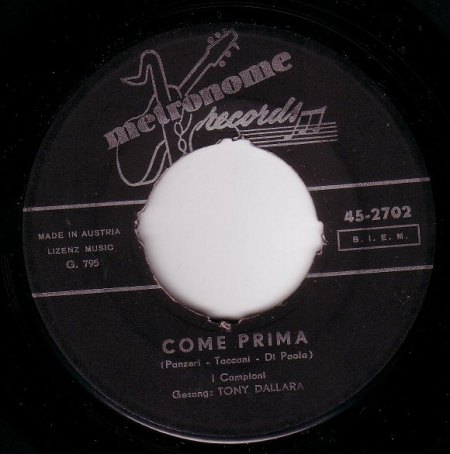 metronome
records
MADE IN AUSTRIA
LIZENZ MUSIC
G. 795
45-2702
B. I. E. M.
COME PRIMA
(Panzeri - Taccani - Di Paola)
I Campioni
Gesang: TONY DALLARA